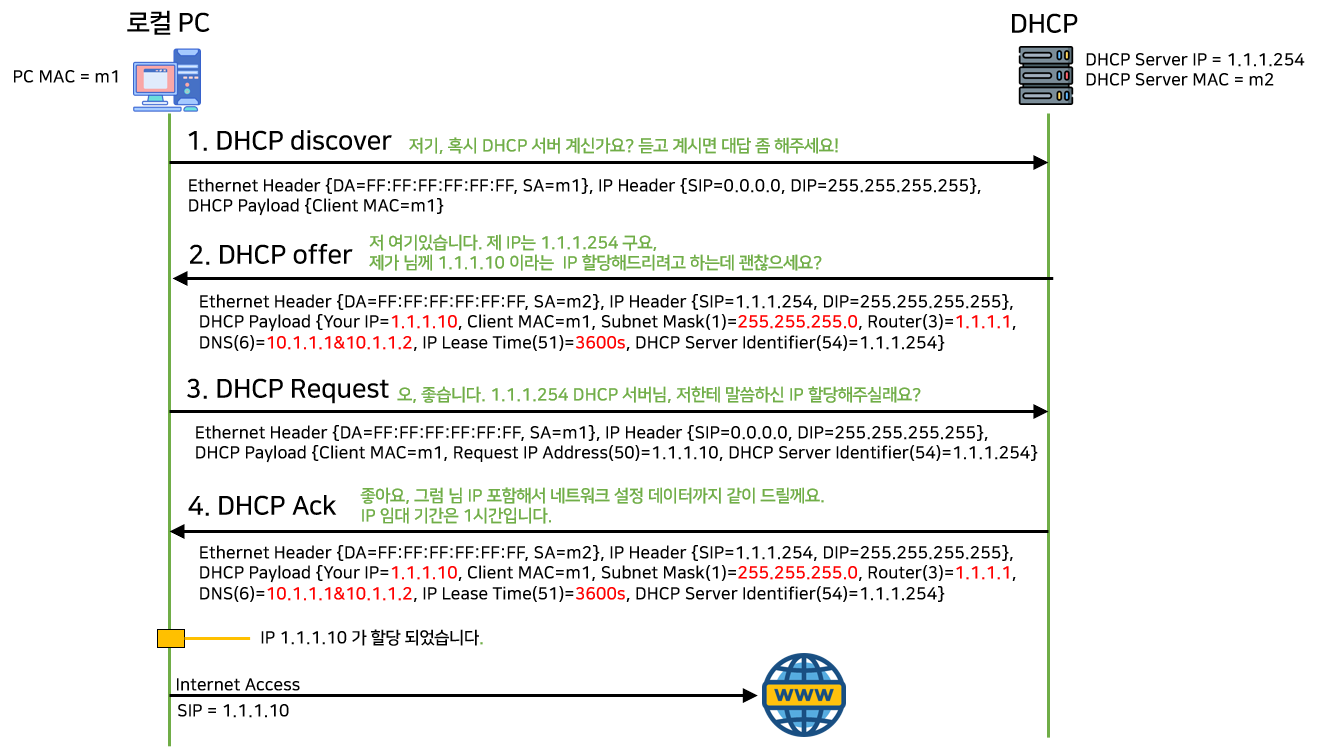 로컬 PC
DHCP
PC MAC = m1
DHCP Server IP = 1.1.1.254
DHCP Server MAC = m2
1. DHCP discover
저기, 혹시 DHCP 서버 계신가요? 듣고 계시면 대답 좀 해주세요!
Ethernet Header {DA=FF:FF:FF:FF:FF:FF, SA=m1}, IP Header {SIP=0.0.0.0, DIP=255.255.255.255},
DHCP Payload {Client MAC=m1}
2. DHCP offer
저 여기있습니다. 제 IP는 1.1.1.254 구요,
제가 님께 1.1.1.10 이라는 IP 할당해드리려고 하는데 괜찮으세요?
Ethernet Header {DA=FF:FF:FF:FF:FF:FF, SA=m2}, IP Header {SIP=1.1.1.254, DIP=255.255.255.255},
DHCP Payload {Your IP=1.1.1.10, Client MAC=m1, Subnet Mask(1)=255.255.255.0, Router(3)=1.1.1.1,
DNS(6)=10.1.1.1&10.1.1.2, IP Lease Time(51)=3600s, DHCP Server Identifier(54)=1.1.1.254}
3. DHCP Request
오, 좋습니다. 1.1.1.254 DHCP 서버님, 저한테 말씀하신 IP 할당해주실래요?
Ethernet Header {DA=FF:FF:FF:FF:FF:FF, SA=m1}, IP Header {SIP=0.0.0.0, DIP=255.255.255.255},
DHCP Payload {Client MAC=m1, Request IP Address(50)=1.1.1.10, DHCP Server Identifier(54)=1.1.1.254}
4. DHCP Ack
좋아요, 그럼 님 IP 포함해서 네트워크 설정 데이터까지 같이 드릴께요.
IP 임대 기간은 1시간입니다.
Ethernet Header {DA=FF:FF:FF:FF:FF:FF, SA=m2}, IP Header {SIP=1.1.1.254, DIP=255.255.255.255},
DHCP Payload {Your IP=1.1.1.10, Client MAC=m1, Subnet Mask(1)=255.255.255.0, Router(3)=1.1.1.1,
DNS(6)=10.1.1.1&10.1.1.2, IP Lease Time(51)=3600s, DHCP Server Identifier(54)=1.1.1.254}
IP 1.1.1.10 가 할당 되었습니다.
Internet Access
WWW
SIP = 1.1.1.10